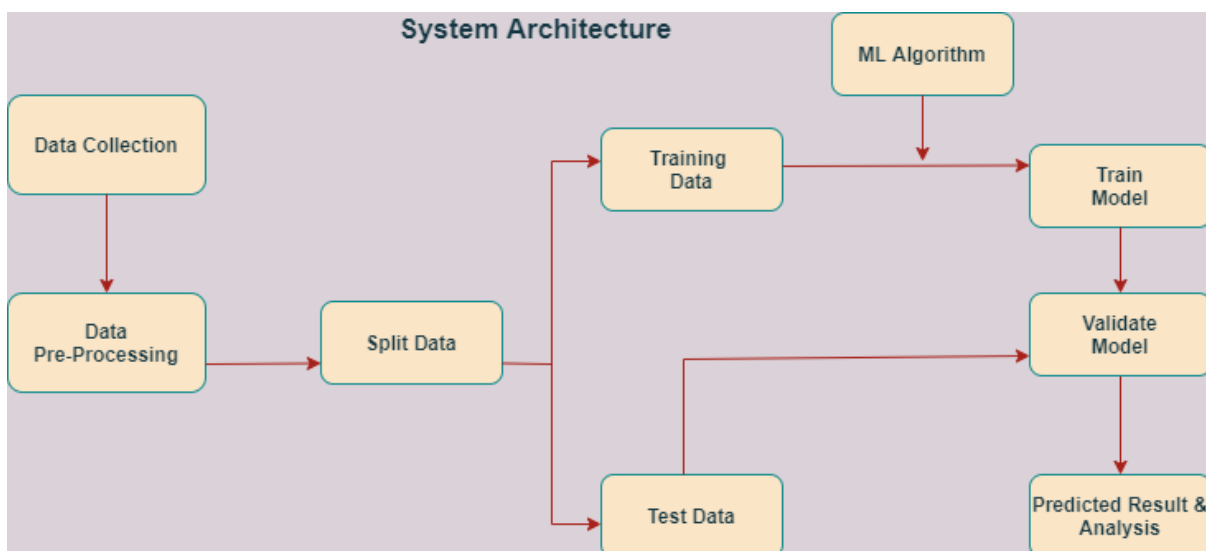 System Architecture
ML Algorithm
Data Collection
Training
Data
Train
Model
Data
Pre-Processing
Split Data
Validate
Model
Test Data
Predicted Result &
Analysis